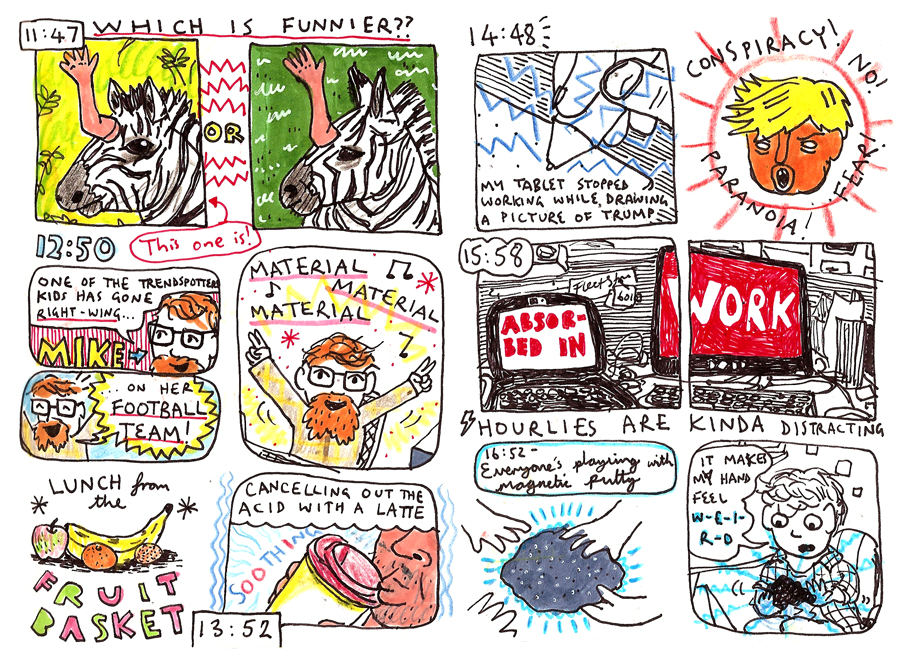 11:47
WHICH IS FUNNIER??
OR
This one is!
12:50
ONE OF THE TRENDSPOTTER
KIDS HAS GONE
RIGHT-WING...
MIKE
ON HER
FOOTBALL
TEAM!
MATERIAL
MATERIAL
MATERIAL
LUNCH from
the
FRUIT
BASKET
CANCELLING OUT THE
ACID WITH A LATTE
SOOTHING
13:52
14:48
MY TABLET STOPPED
WORKING WHILE DRAWING
A PICTURE OF TRUMP
CONSPIRACY! NO!
PARANOIA! FEAR!
15:58
ABSOR-
BED IN
WORK
HOURLIES ARE KINDA DISTRACTING
16:52-
Everyone's playing with
magnetic putty
IT MAKES
MY HAND
FEEL
W-E-I-
R-D